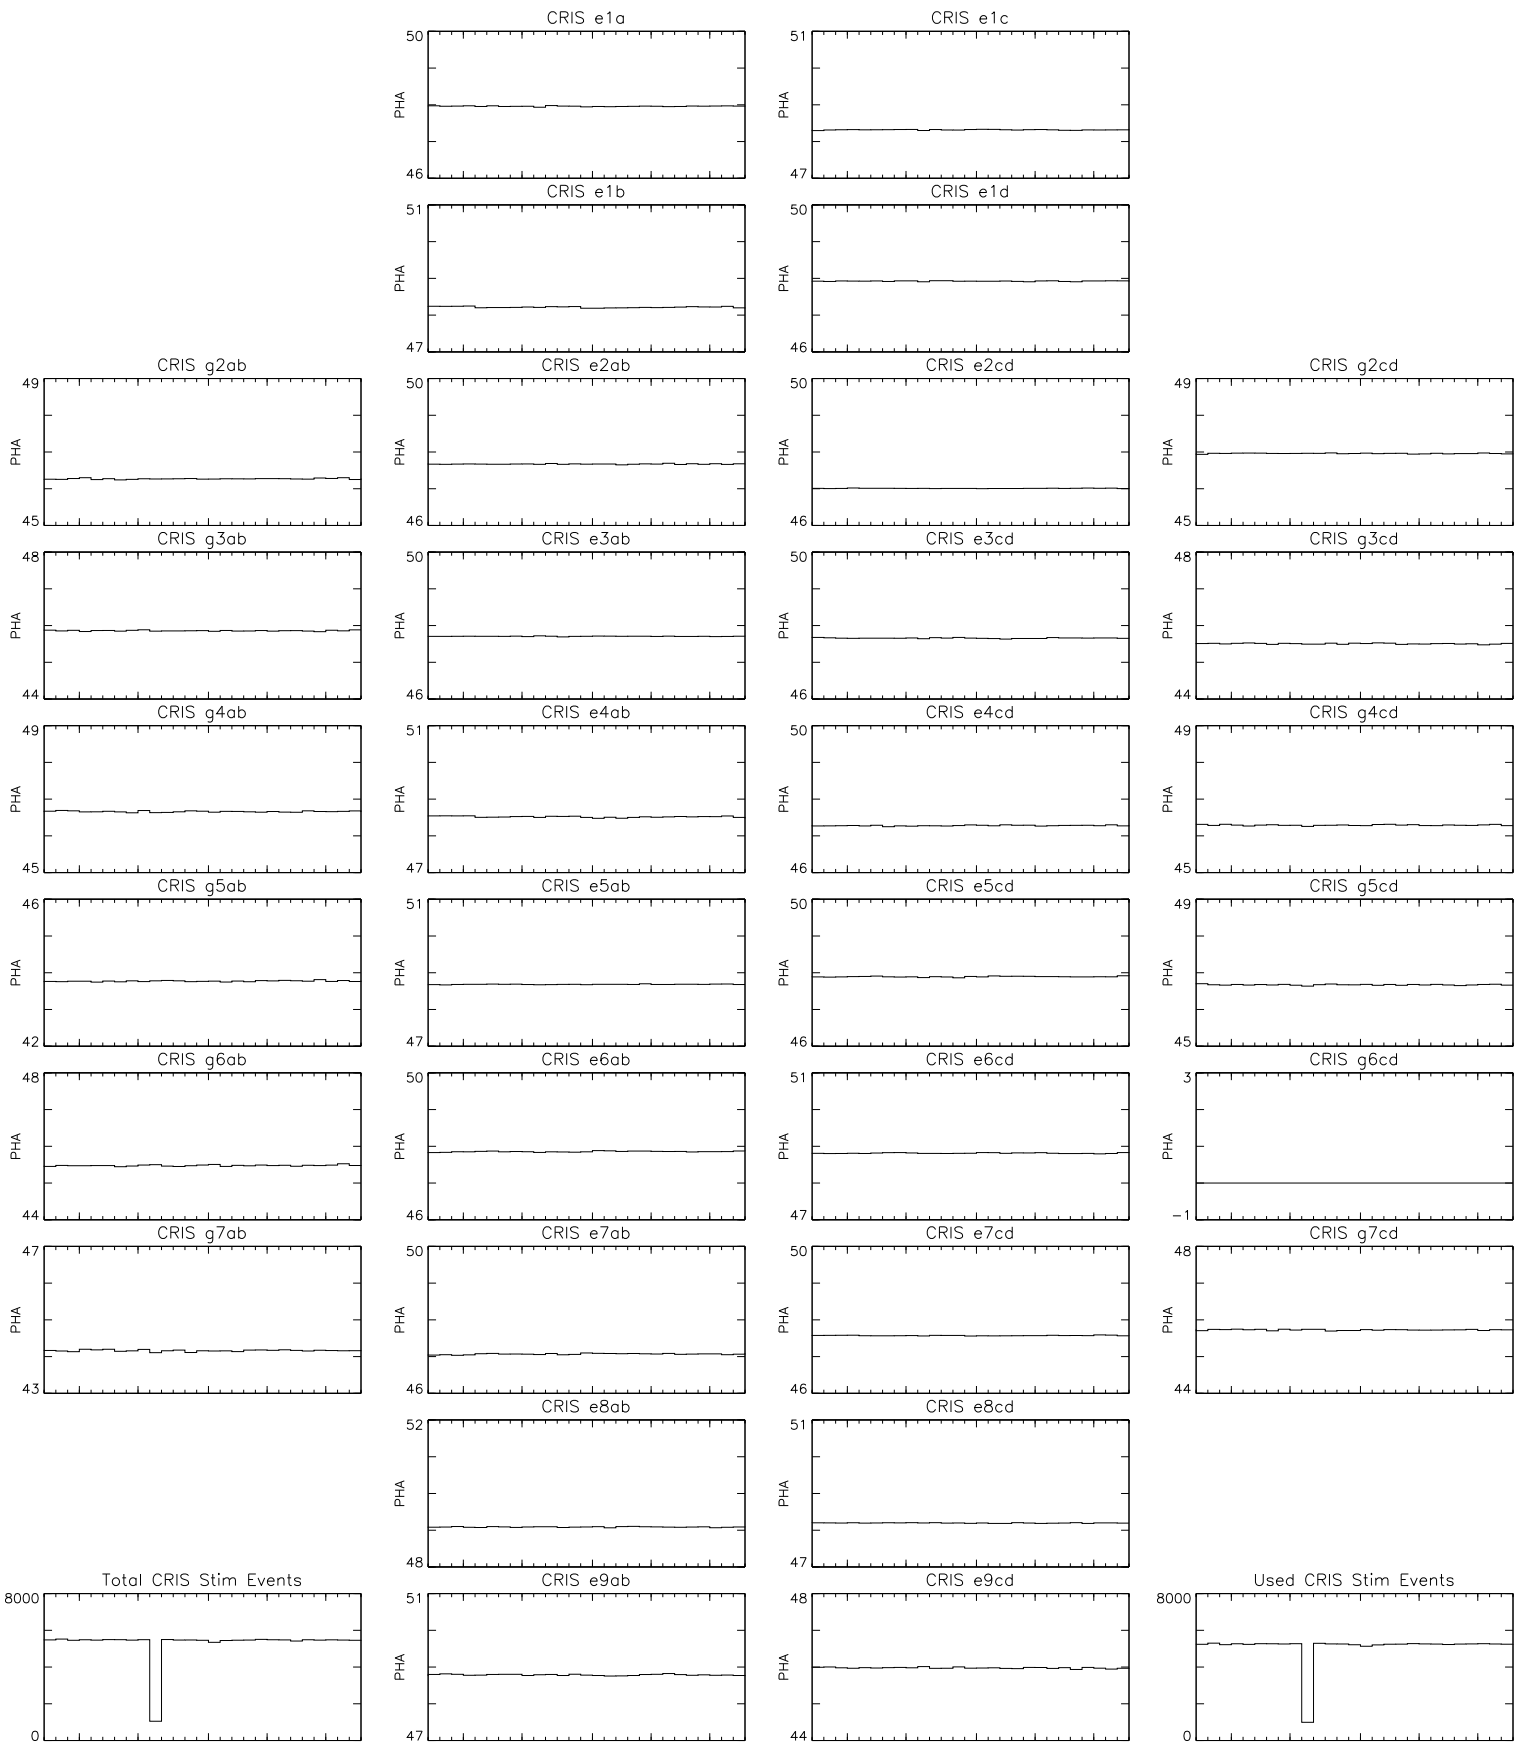 CRIS e1a
CRIS e1c
50
PHA
46
51
PHA
47
CRIS e1b
CRIS e1d
51
PHA
47
50
PHA
46
CRIS g2ab
CRIS e2ab
CRIS e2cd
CRIS g2cd
49
PHA
45
50
PHA
46
50
PHA
46
49
PHA
45
CRIS g3ab
CRIS e3ab
CRIS e3cd
CRIS g3cd
48
PHA
44
50
PHA
46
50
PHA
46
48
PHA
44
CRIS g4ab
CRIS e4ab
CRIS e4cd
CRIS g4cd
49
PHA
45
51
PHA
47
50
PHA
46
49
PHA
45
CRIS g5ab
CRIS e5ab
CRIS e5cd
CRIS g5cd
46
PHA
42
51
PHA
47
50
PHA
46
49
PHA
45
CRIS g6ab
CRIS e6ab
CRIS e6cd
CRIS g6cd
48
PHA
44
50
PHA
46
51
PHA
47
3
PHA
-1
CRIS g7ab
CRIS e7ab
CRIS e7cd
CRIS g7cd
47
PHA
43
50
PHA
46
50
PHA
46
48
PHA
44
CRIS e8ab
CRIS e8cd
52
PHA
48
51
PHA
47
Total CRIS Stim Events
CRIS e9ab
CRIS e9cd
Used CRIS Stim Events
8000
0
51
PHA
47
48
PHA
44
8000
0